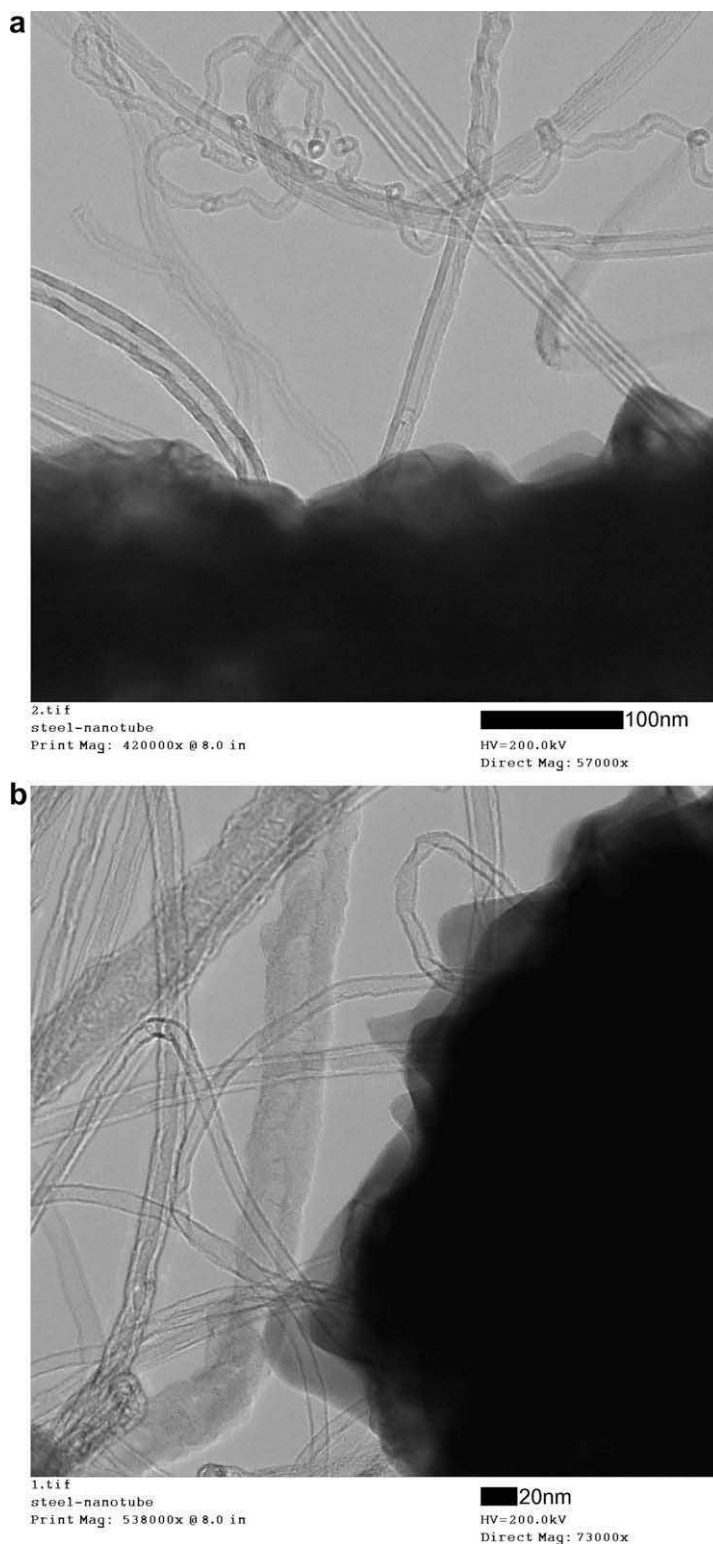 a
2.tif
steel-nanotube
Print Mag: 420000x @ 8.0 in
100nm
HV=200.0kV
Direct Mag: 57000x
b
1.tif
steel-nanotube
Print Mag: 538000x @ 8.0 in
20nm
HV=200.0kV
Direct Mag: 73000x